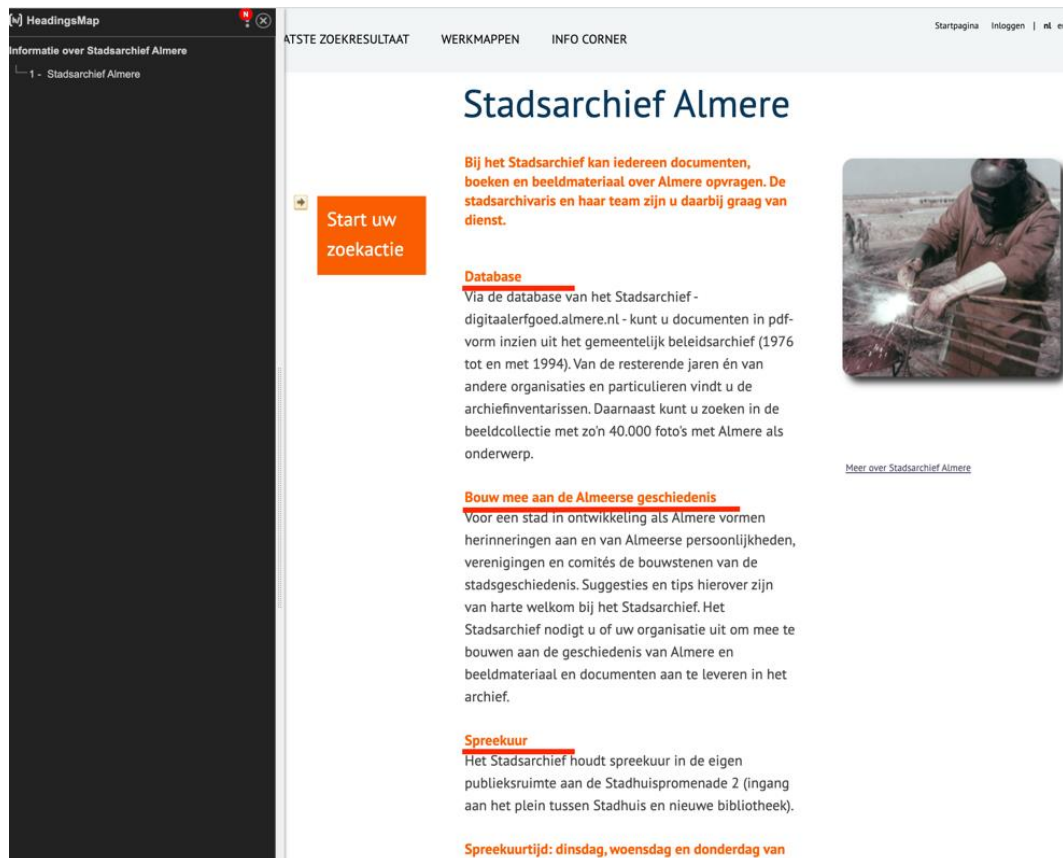 HeadingsMap
N
Informatie over Stadsarchief Almere
1 - Stadsarchief Almere
ATSTE ZOEKRESULTAAT WERKMAPPEN INFO CORNER
Startpagina Inloggen | nl
Stadsarchief Almere
Bij het Stadsarchief kan iedereen documenten,
boeken en beeldmateriaal over Almere opvragen. De
stadsarchivaris en haar team zijn u daarbij graag van
dienst.
Start uw
zoekactie
Database
Via de database van het Stadsarchief -
digitaalerfgoed.almere.nl - kunt u documenten in pdf-
vorm inzien uit het gemeentelijk beleidsarchief (1976
tot en met 1994). Van de resterende jaren én van
andere organisaties en particulieren vindt u de
archiefinventarissen. Daarnaast kunt u zoeken in de
beeldcollectie met zo'n 40.000 foto's met Almere als
onderwerp.
Meer over Stadsarchief Almere
Bouw mee aan de Almeerse geschiedenis
Voor een stad in ontwikkeling als Almere vormen
herinneringen aan en van Almeerse persoonlijkheden,
verenigingen en comités de bouwstenen van de
stadsgeschiedenis. Suggesties en tips hierover zijn
van harte welkom bij het Stadsarchief. Het
Stadsarchief nodigt u of uw organisatie uit om mee te
bouwen aan de geschiedenis van Almere en
beeldmateriaal en documenten aan te leveren in het
archief.
Spreekuur
Het Stadsarchief houdt spreekuur in de eigen
publieksruimte aan de Stadhuispromenade 2 (ingang
aan het plein tussen Stadhuis en nieuwe bibliotheek).
Spreekuurtijd: dinsdag, woensdag en donderdag van